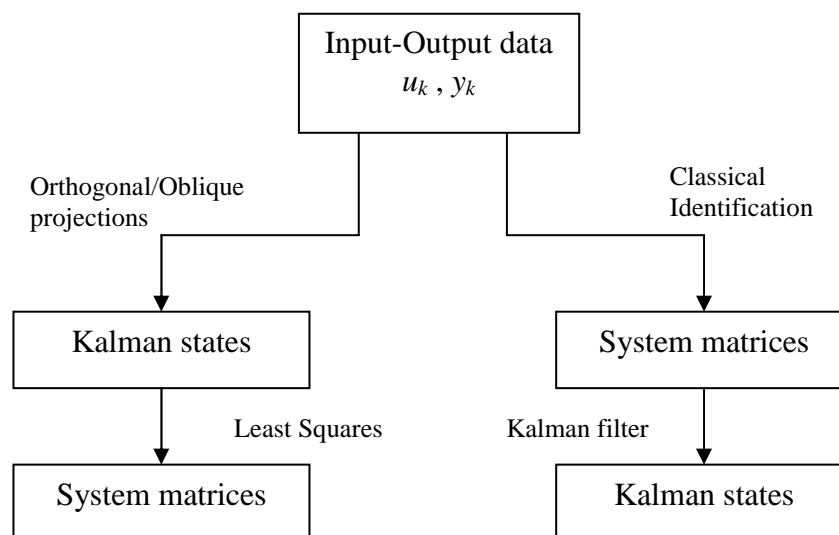 Input-Output data
u_k , y_k
Orthogonal/Oblique
projections
Classical
Identification
Kalman states
System matrices
Least Squares
Kalman filter
System matrices
Kalman states